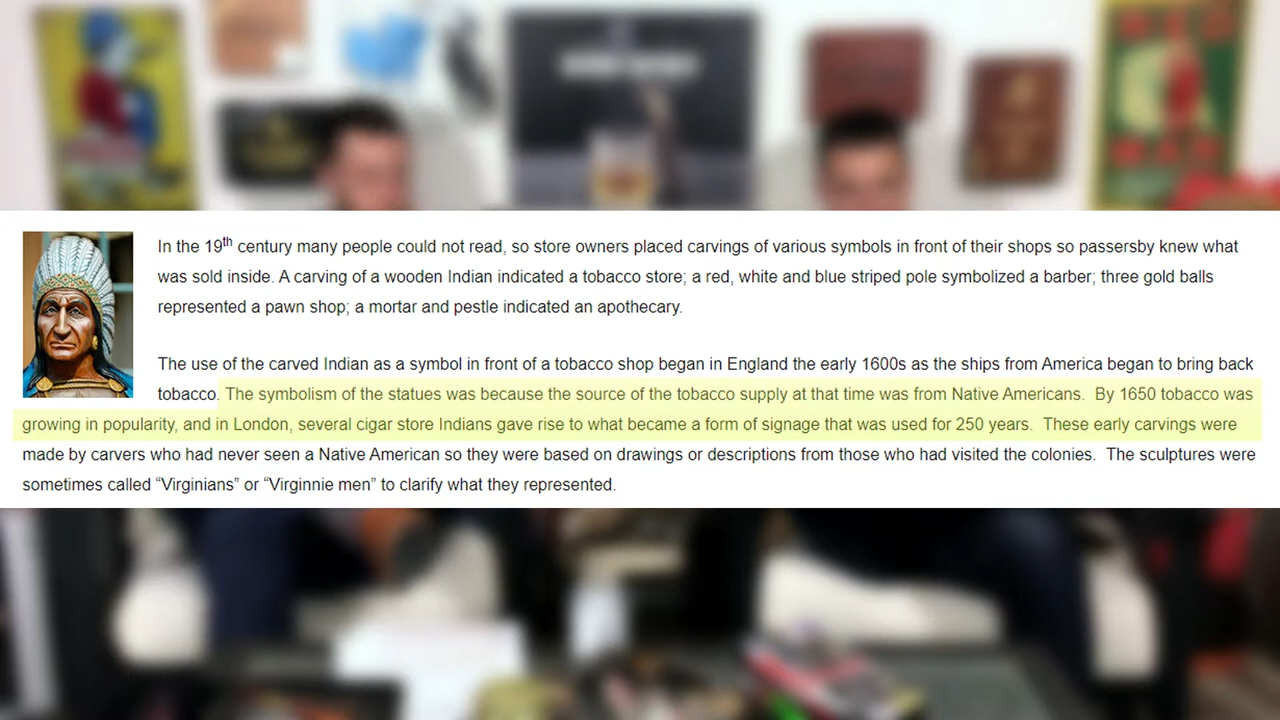 In the 19th century many people could not read, so store owners placed carvings of various symbols in front of their shops so passersby knew what
was sold inside. A carving of a wooden Indian indicated a tobacco store; a red, white and blue striped pole symbolized a barber; three gold balls
represented a pawn shop; a mortar and pestle indicated an apothecary.
The use of the carved Indian as a symbol in front of a tobacco shop began in England the early 1600s as the ships from America began to bring back
tobacco. The symbolism of the statues was because the source of the tobacco supply at that time was from Native Americans. By 1650 tobacco was
growing in popularity, and in London, several cigar store Indians gave rise to what became a form of signage that was used for 250 years. These early carvings were
made by carvers who had never seen a Native American so they were based on drawings or descriptions from those who had visited the colonies. The sculptures were
sometimes called “Virginians” or “Virginnie men” to clarify what they represented.